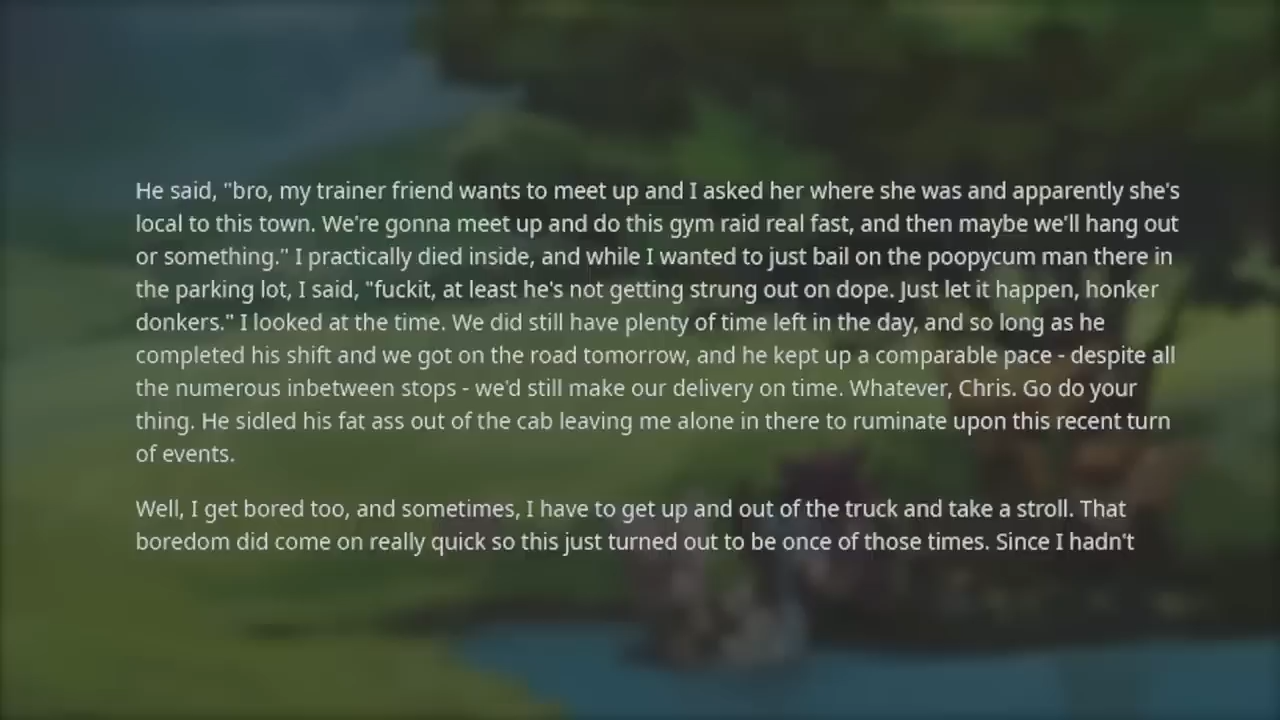 He said, "bro, my trainer friend wants to meet up and I asked her where she was and apparently she's
local to this town. We're gonna meet up and do this gym raid real fast, and then maybe we'll hang out
or something." I practically died inside, and while I wanted to just bail on the poopycum man there in
the parking lot, I said, "fuckit, at least he's not getting strung out on dope. Just let it happen, honker
donkers." I looked at the time. We did still have plenty of time left in the day, and so long as he
completed his shift and we got on the road tomorrow, and he kept up a comparable pace - despite all
the numerous inbetween stops - we'd still make our delivery on time. Whatever, Chris. Go do your
thing. He sidled his fat ass out of the cab leaving me alone in there to ruminate upon this recent turn
of events.
Well, I get bored too, and sometimes, I have to get up and out of the truck and take a stroll. That
boredom did come on really quick so this just turned out to be once of those times. Since I hadn't